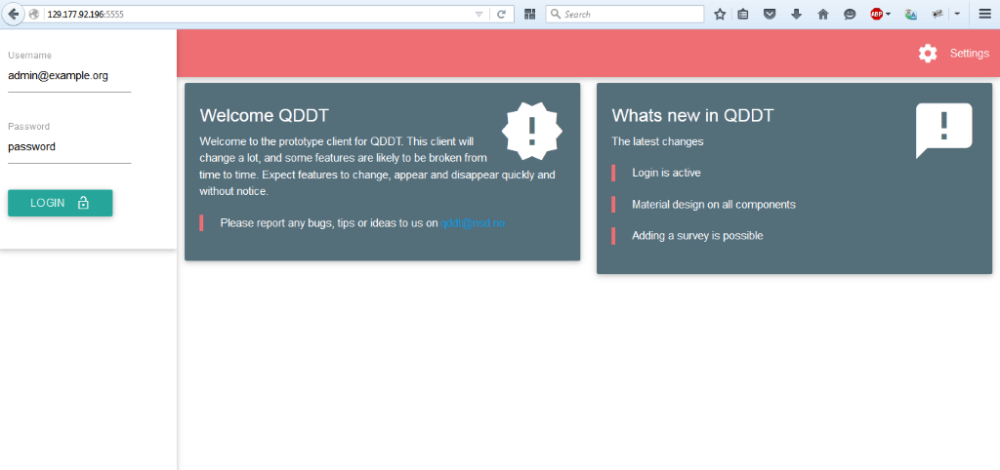 129.177.92.196:5555
Search
ABP
Username
admin@example.org
Password
password
LOGIN
Settings
Welcome QDDT
Welcome to the prototype client for QDDT. This client will
change a lot, and some features are likely to be broken from
time to time. Expect features to change, appear and disappear quickly and
without notice.
Please report any bugs, tips or ideas to us on qddt@nsd.no
Whats new in QDDT
The latest changes
Login is active
Material design on all components
Adding a survey is possible